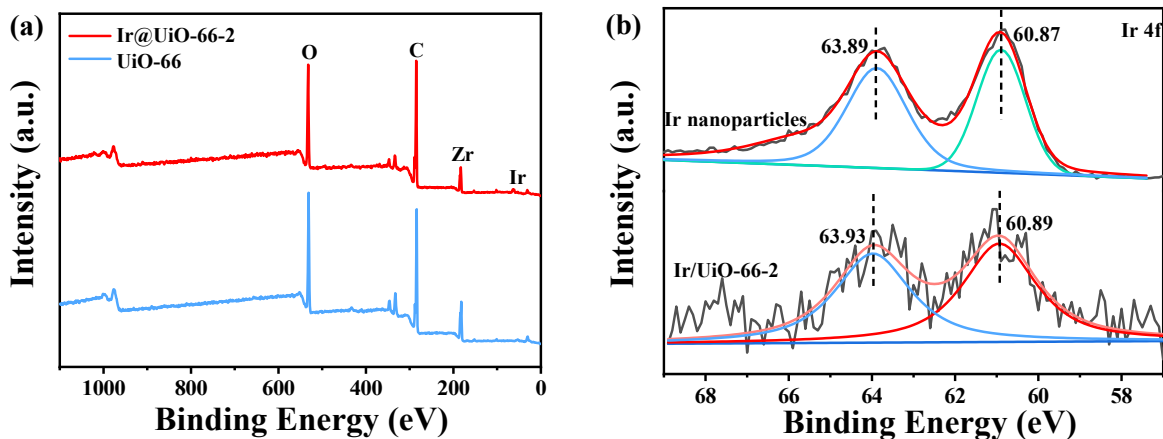 (a)
Ir@UiO-66-2
UiO-66
O
C
Zr
Ir
Intensity (a.u.)
1000
800
600
400
200
0
Binding Energy (eV)
(b)
63.89
60.87
Ir 4f
Ir nanoparticles
63.93
60.89
Ir/UiO-66-2
Intensity (a.u.)
68
66
64
62
60
58
Binding Energy (eV)